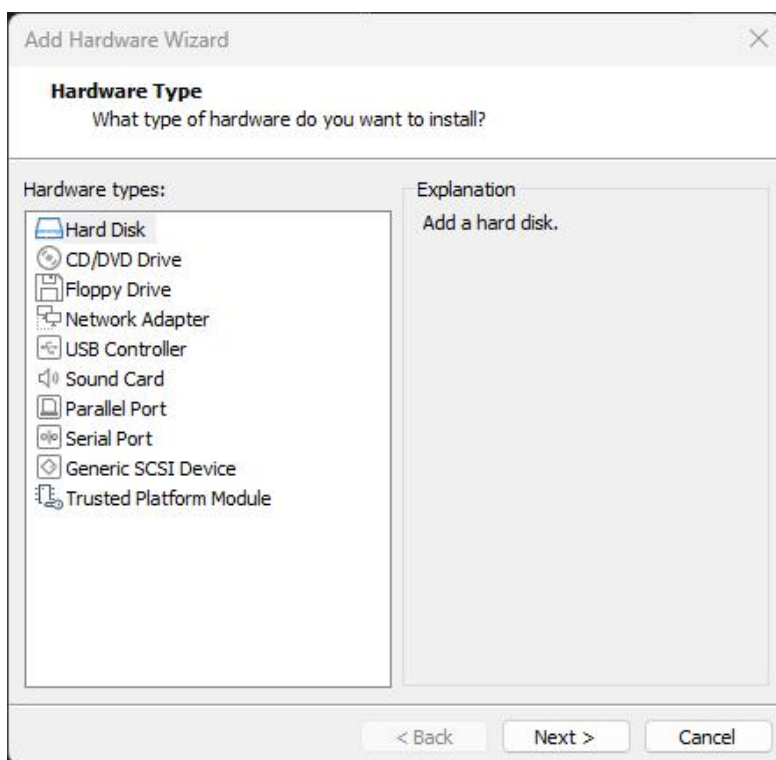 Add Hardware Wizard
Hardware Type
What type of hardware do you want to install?
Hardware types:
Hard Disk
CD/DVD Drive
Floppy Drive
Network Adapter
USB Controller
Sound Card
Parallel Port
Serial Port
Generic SCSI Device
Trusted Platform Module
Explanation
Add a hard disk.
< Back
Next >
Cancel